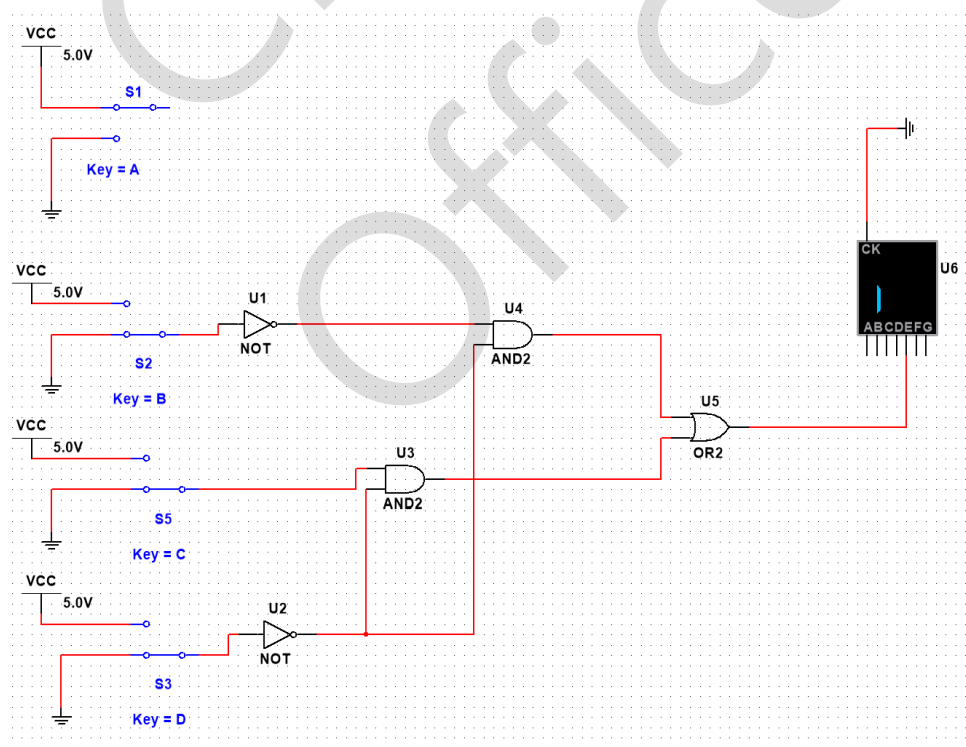 VCC
5.0V
S1
Key = A
VCC
5.0V
U1
NOT
S2
Key = B
U4
AND2
CK
U6
ABCDEFG
VCC
5.0V
U3
AND2
U5
OR2
S5
Key = C
VCC
5.0V
U2
NOT
S3
Key = D
Offic